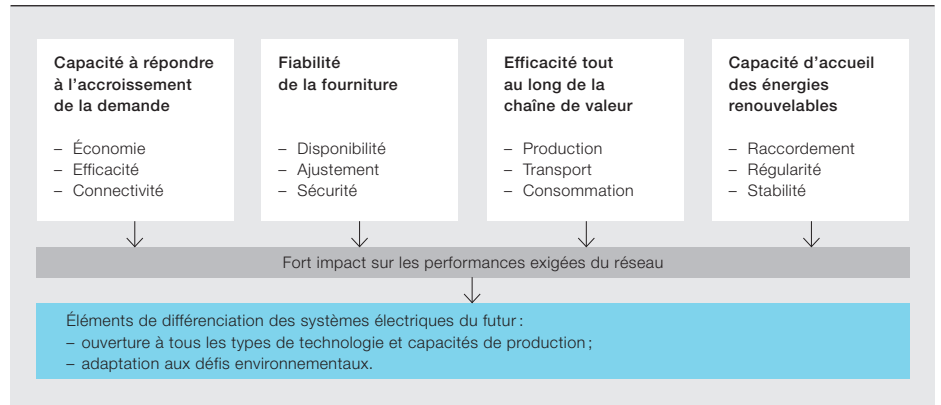 Capacité à répondre
à l’accroissement
de la demande
– Économie
– Efficacité
– Connectivité
Fiabilité
de la fourniture
– Disponibilité
– Ajustement
– Sécurité
Efficacité tout
au long de la
chaîne de valeur
– Production
– Transport
– Consommation
Capacité d’accueil
des énergies
renouvelables
– Raccordement
– Régularité
– Stabilité
Fort impact sur les performances exigées du réseau
Éléments de différenciation des systèmes électriques du futur :
– ouverture à tous les types de technologie et capacités de production ;
– adaptation aux défis environnementaux.